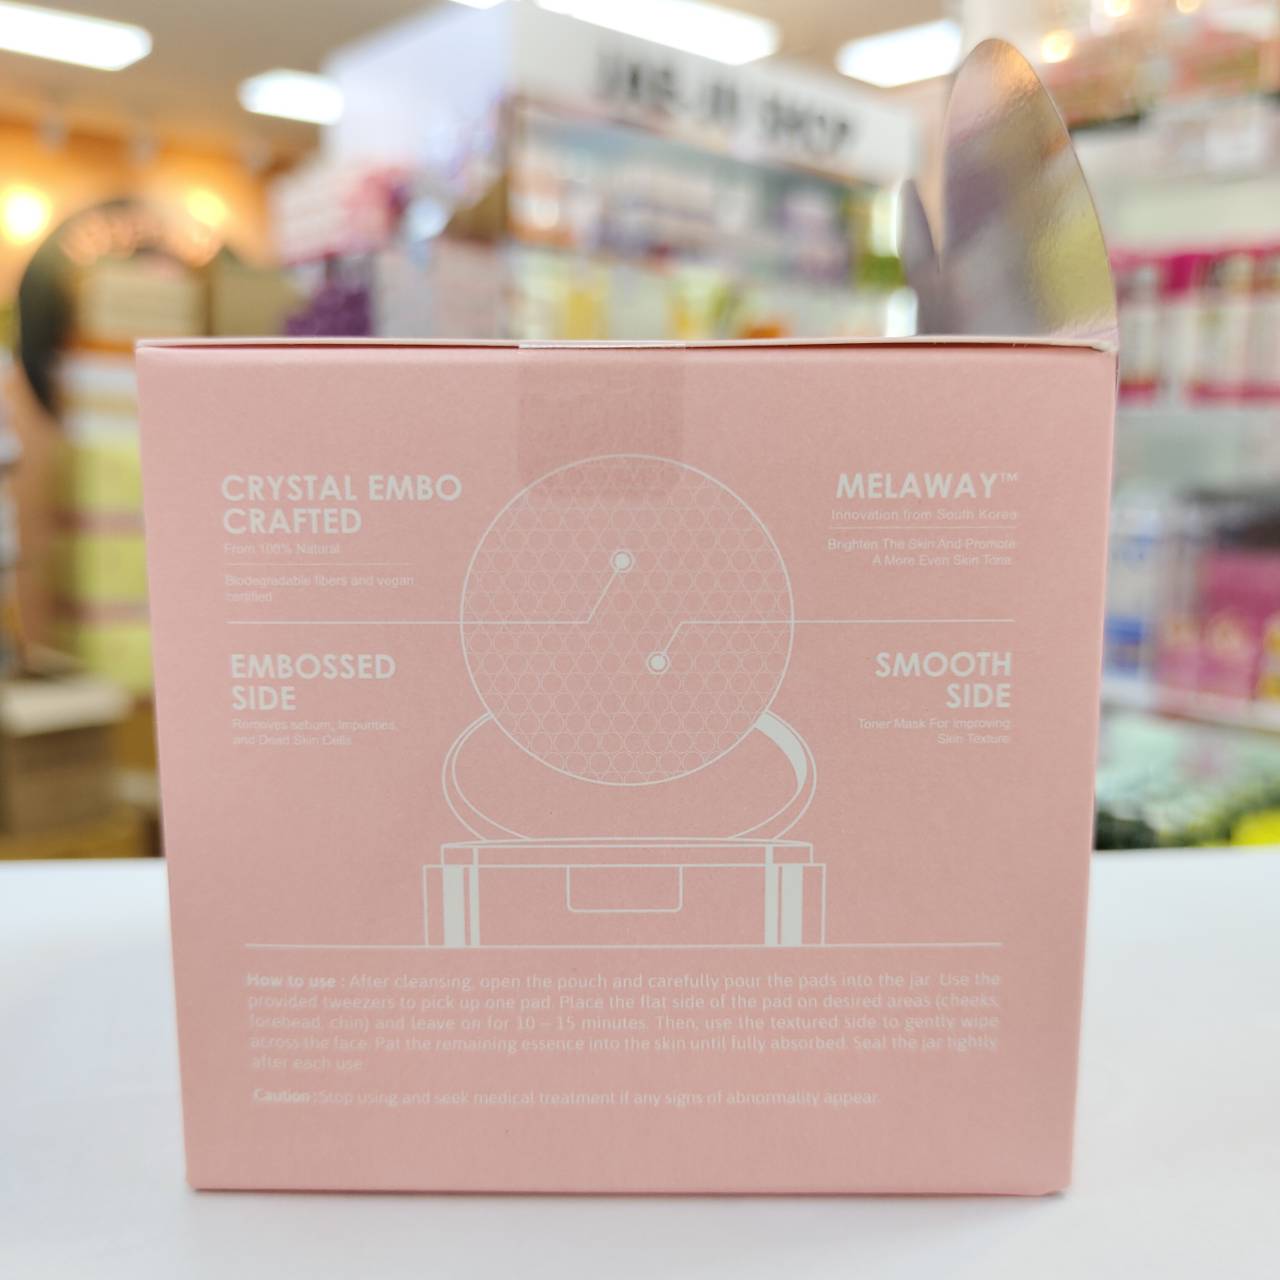 SHOP
CRYSTAL EMBO
CRAFTED
From 100% Natural
Biodegradable fibers and vegan
certified
MELAWAY™
Innovation from South Korea
Brighten The Skin And Promote
A More Even Skin Tone.
EMBOSSED
SIDE
Removes sebum, Impurities,
and Dead Skin Cells
SMOOTH
SIDE
Toner Mask For Improving
Skin Texture
How to use : After cleansing, open the pouch and carefully pour the pads into the jar. Use the
provided tweezers to pick up one pad. Place the flat side of the pad on desired areas (cheeks,
forehead, chin) and leave on for 10 – 15 minutes. Then, use the textured side to gently wipe
across the face. Pat the remaining essence into the skin until fully absorbed. Seal the jar tightly
after each use.
Caution :Stop using and seek medical treatment if any signs of abnormality appear.